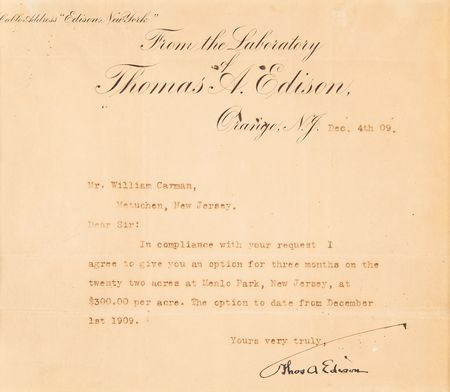 Cable Address "Edison, New York"
From the Laboratory
of
Thomas A. Edison,
Orange, N.J. Dec. 4th 09.
Mr. William Carman,
Metuchen, New Jersey.
Dear Sir:
In compliance with your request I
agree to give you an option for three months on the
twenty two acres at Menlo Park, New Jersey, at
$300.00 per acre. The option to date from December
1st 1909.
Yours very truly,
Thos A Edison